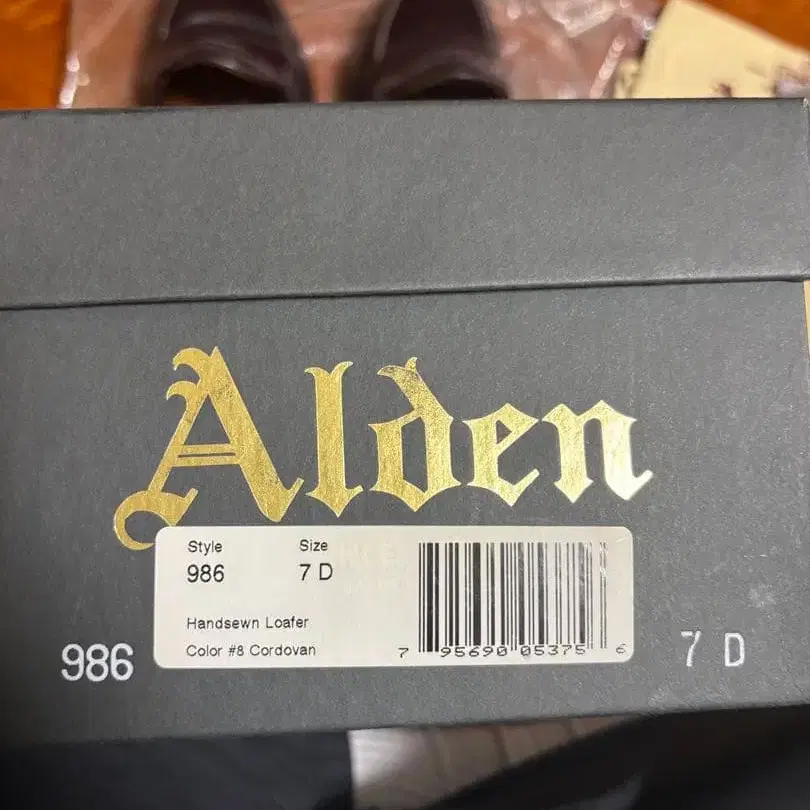 Alden
Style Size
986 7 D
Handsewn Loafer
Color #8 Cordovan
7 95690 05375 6
986 7 D